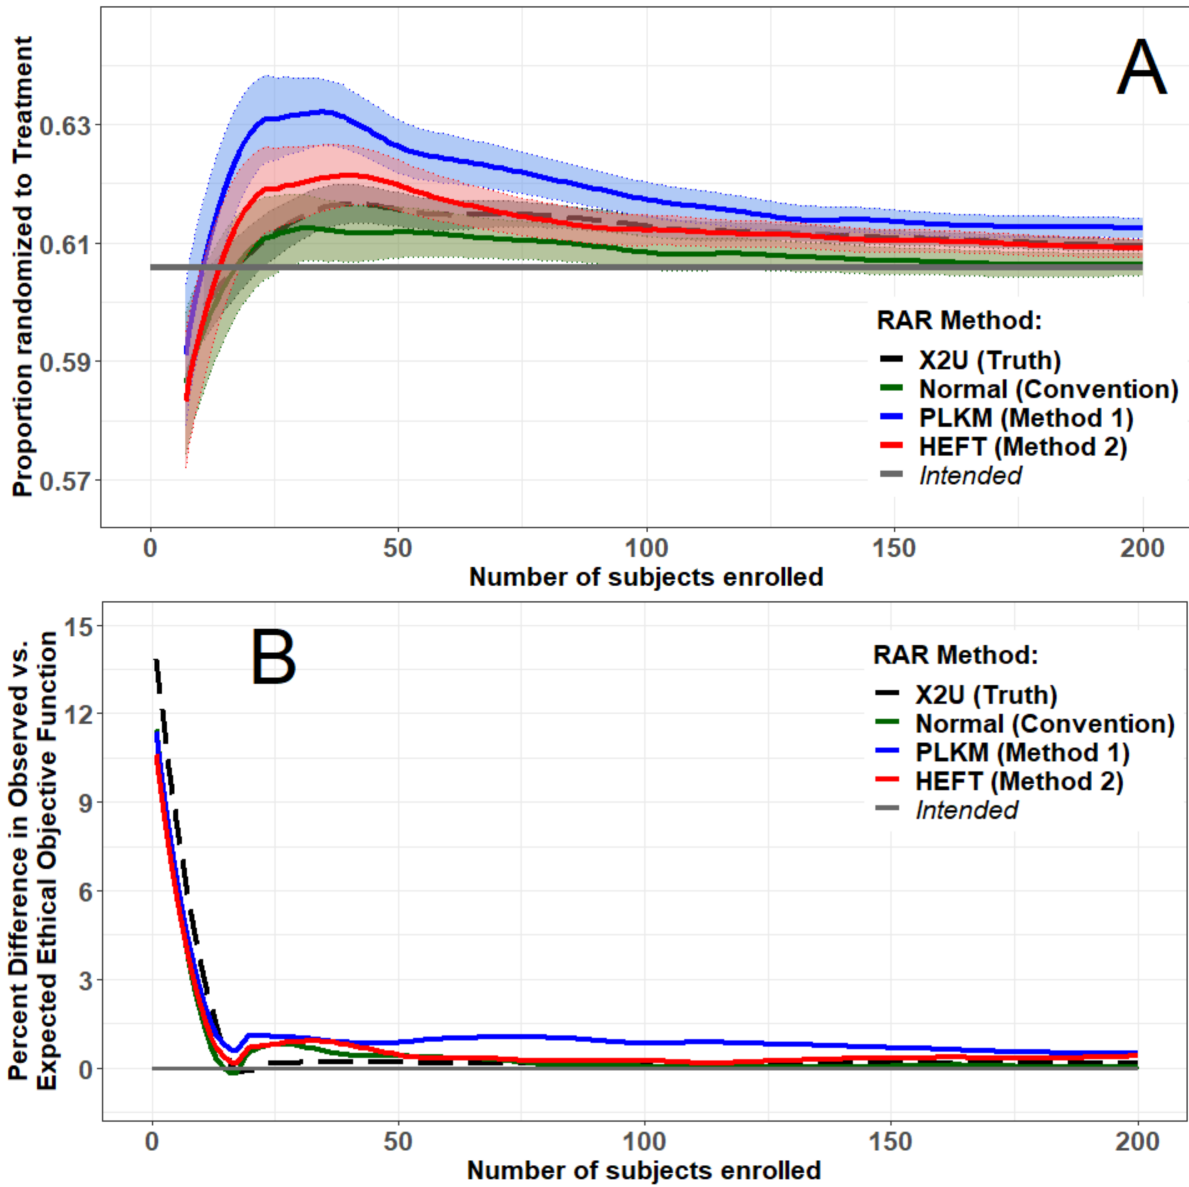 A
Proportion randomized to Treatment
0.63
0.61
0.59
0.57
RAR Method:
X2U (Truth)
Normal (Convention)
PLKM (Method 1)
HEFT (Method 2)
Intended
0 50 100 150 200
Number of subjects enrolled
B
Percent Difference in Observed vs.
Expected Ethical Objective Function
15
12
9
6
3
0
RAR Method:
X2U (Truth)
Normal (Convention)
PLKM (Method 1)
HEFT (Method 2)
Intended
0 50 100 150 200
Number of subjects enrolled